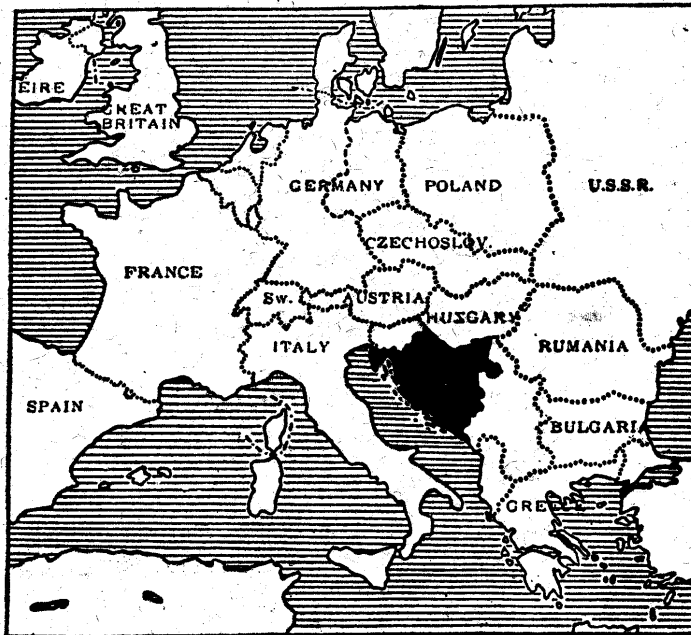 EIRE
GREAT
BRITAIN
GERMANY
POLAND
U.S.S.R.
CZECHOSLOV.
FRANCE
Sw.
AUSTRIA
HUNGARY
ITALY
RUMANIA
SPAIN
BULGARIA
GREECE